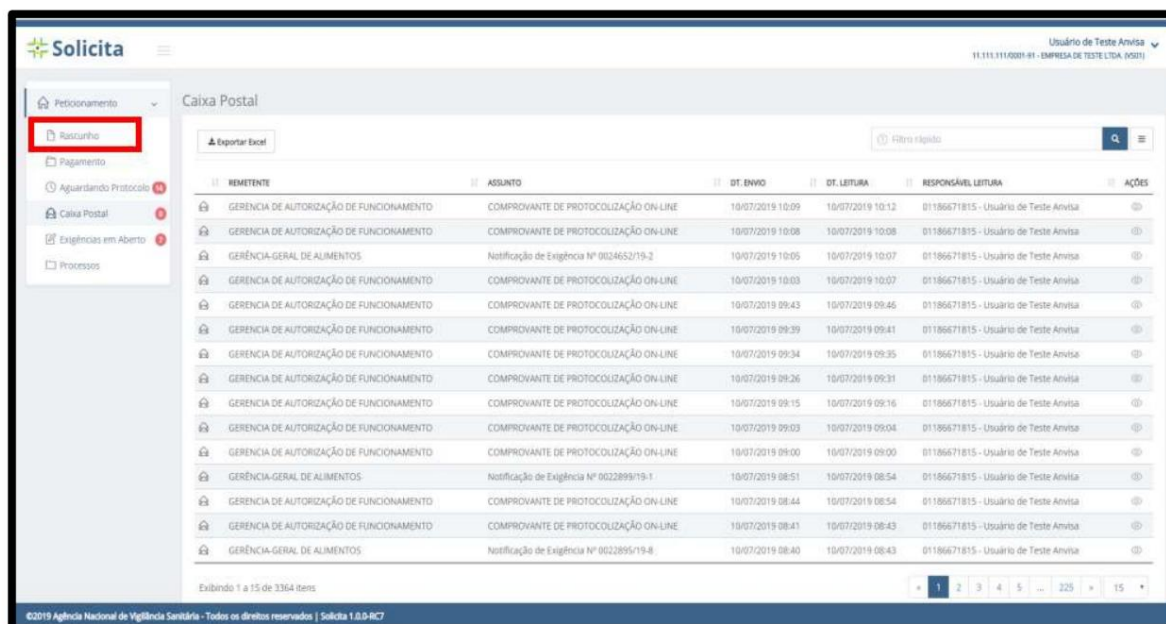 Solicita
Usuário de Teste Anvisa
11.111.111/0001-91 - EMPRESA DE TESTE LTDA. (VS01)
Peticionamento
Rascunho
Pagamento
Aguardando Protocolo
Caixa Postal
Exigências em Aberto
Processos
Caixa Postal
Exportar Excel
Filtro rápido
REMETENTE ASSUNTO DT. ENVIO DT. LEITURA RESPONSÁVEL LEITURA AÇÕES
GERENCIA DE AUTORIZAÇÃO DE FUNCIONAMENTO COMPROVANTE DE PROTOCOLIZAÇÃO ON-LINE 10/07/2019 10:09 10/07/2019 10:12 01186671815 - Usuário de Teste Anvisa
GERENCIA DE AUTORIZAÇÃO DE FUNCIONAMENTO COMPROVANTE DE PROTOCOLIZAÇÃO ON-LINE 10/07/2019 10:08 10/07/2019 10:08 01186671815 - Usuário de Teste Anvisa
GERÊNCIA-GERAL DE ALIMENTOS Notificação de Exigência Nº 0024652/19-2 10/07/2019 10:05 10/07/2019 10:07 01186671815 - Usuário de Teste Anvisa
GERENCIA DE AUTORIZAÇÃO DE FUNCIONAMENTO COMPROVANTE DE PROTOCOLIZAÇÃO ON-LINE 10/07/2019 10:03 10/07/2019 10:07 01186671815 - Usuário de Teste Anvisa
GERENCIA DE AUTORIZAÇÃO DE FUNCIONAMENTO COMPROVANTE DE PROTOCOLIZAÇÃO ON-LINE 10/07/2019 09:43 10/07/2019 09:46 01186671815 - Usuário de Teste Anvisa
GERENCIA DE AUTORIZAÇÃO DE FUNCIONAMENTO COMPROVANTE DE PROTOCOLIZAÇÃO ON-LINE 10/07/2019 09:39 10/07/2019 09:41 01186671815 - Usuário de Teste Anvisa
GERENCIA DE AUTORIZAÇÃO DE FUNCIONAMENTO COMPROVANTE DE PROTOCOLIZAÇÃO ON-LINE 10/07/2019 09:34 10/07/2019 09:35 01186671815 - Usuário de Teste Anvisa
GERENCIA DE AUTORIZAÇÃO DE FUNCIONAMENTO COMPROVANTE DE PROTOCOLIZAÇÃO ON-LINE 10/07/2019 09:26 10/07/2019 09:31 01186671815 - Usuário de Teste Anvisa
GERENCIA DE AUTORIZAÇÃO DE FUNCIONAMENTO COMPROVANTE DE PROTOCOLIZAÇÃO ON-LINE 10/07/2019 09:15 10/07/2019 09:16 01186671815 - Usuário de Teste Anvisa
GERENCIA DE AUTORIZAÇÃO DE FUNCIONAMENTO COMPROVANTE DE PROTOCOLIZAÇÃO ON-LINE 10/07/2019 09:03 10/07/2019 09:04 01186671815 - Usuário de Teste Anvisa
GERENCIA DE AUTORIZAÇÃO DE FUNCIONAMENTO COMPROVANTE DE PROTOCOLIZAÇÃO ON-LINE 10/07/2019 09:00 10/07/2019 09:00 01186671815 - Usuário de Teste Anvisa
GERÊNCIA-GERAL DE ALIMENTOS Notificação de Exigência Nº 0022899/19-1 10/07/2019 08:51 10/07/2019 08:54 01186671815 - Usuário de Teste Anvisa
GERENCIA DE AUTORIZAÇÃO DE FUNCIONAMENTO COMPROVANTE DE PROTOCOLIZAÇÃO ON-LINE 10/07/2019 08:44 10/07/2019 08:54 01186671815 - Usuário de Teste Anvisa
GERENCIA DE AUTORIZAÇÃO DE FUNCIONAMENTO COMPROVANTE DE PROTOCOLIZAÇÃO ON-LINE 10/07/2019 08:41 10/07/2019 08:43 01186671815 - Usuário de Teste Anvisa
GERÊNCIA-GERAL DE ALIMENTOS Notificação de Exigência Nº 0022895/19-8 10/07/2019 08:40 10/07/2019 08:43 01186671815 - Usuário de Teste Anvisa
Exibindo 1 a 15 de 3364 itens
« 1 2 3 4 5 ... 225 » 15
©2019 Agência Nacional de Vigilância Sanitária - Todos os direitos reservados | Solicita 1.0.0-RC7